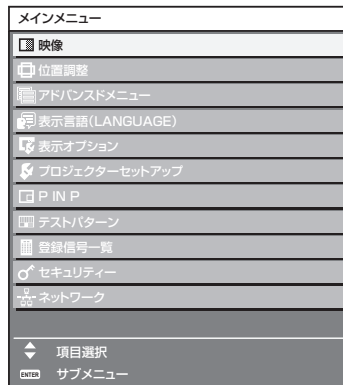 メインメニュー
映像
位置調整
アドバンスドメニュー
表示言語(LANGUAGE)
表示オプション
プロジェクターセットアップ
P IN P
テストパターン
登録信号一覧
セキュリティー
ネットワーク
項目選択
ENTER サブメニュー